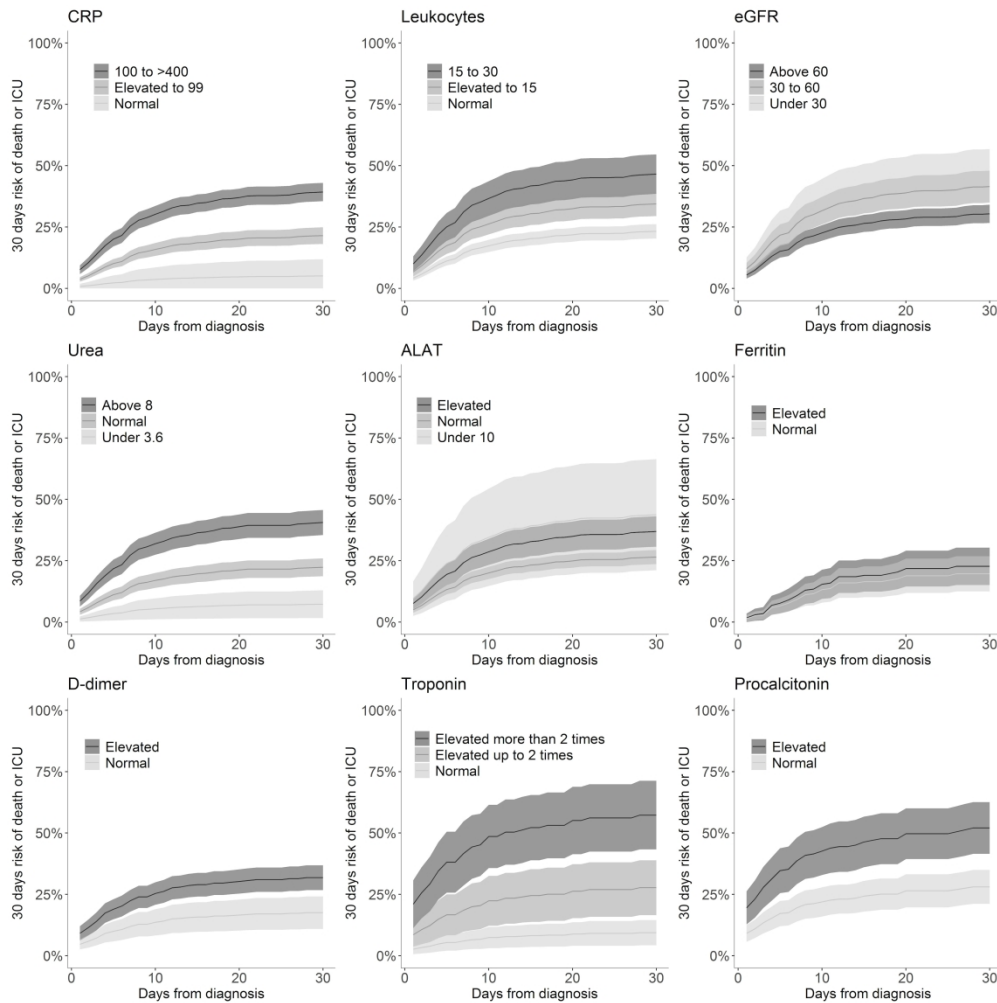 CRP
100%
75%
50%
25%
0%
30 days risk of death or ICU
100 to >400
Elevated to 99
Normal
0
10
20
30
Days from diagnosis
Leukocytes
100%
75%
50%
25%
0%
30 days risk of death or ICU
15 to 30
Elevated to 15
Normal
0
10
20
30
Days from diagnosis
eGFR
100%
75%
50%
25%
0%
30 days risk of death or ICU
Above 60
30 to 60
Under 30
0
10
20
30
Days from diagnosis
Urea
100%
75%
50%
25%
0%
30 days risk of death or ICU
Above 8
Normal
Under 3.6
0
10
20
30
Days from diagnosis
ALAT
100%
75%
50%
25%
0%
30 days risk of death or ICU
Elevated
Normal
Under 10
0
10
20
30
Days from diagnosis
Ferritin
100%
75%
50%
25%
0%
30 days risk of death or ICU
Elevated
Normal
0
10
20
30
Days from diagnosis
D-dimer
100%
75%
50%
25%
0%
30 days risk of death or ICU
Elevated
Normal
0
10
20
30
Days from diagnosis
Troponin
100%
75%
50%
25%
0%
30 days risk of death or ICU
Elevated more than 2 times
Elevated up to 2 times
Normal
0
10
20
30
Days from diagnosis
Procalcitonin
100%
75%
50%
25%
0%
30 days risk of death or ICU
Elevated
Normal
0
10
20
30
Days from diagnosis